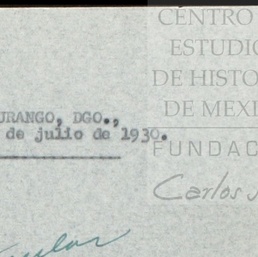 CENTRO
ESTUDIO
DE HISTO
DE MEXI
FUNDAC
Carlos
URANGO, DGO.,
de julio de 1930.